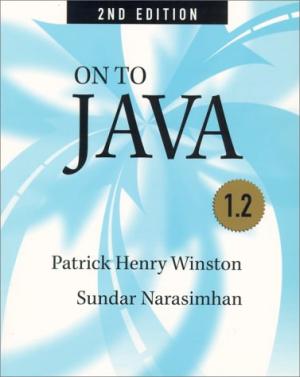 2ND EDITION
ON TO
JAVA
1.2
Patrick Henry Winston
Sundar Narasimhan